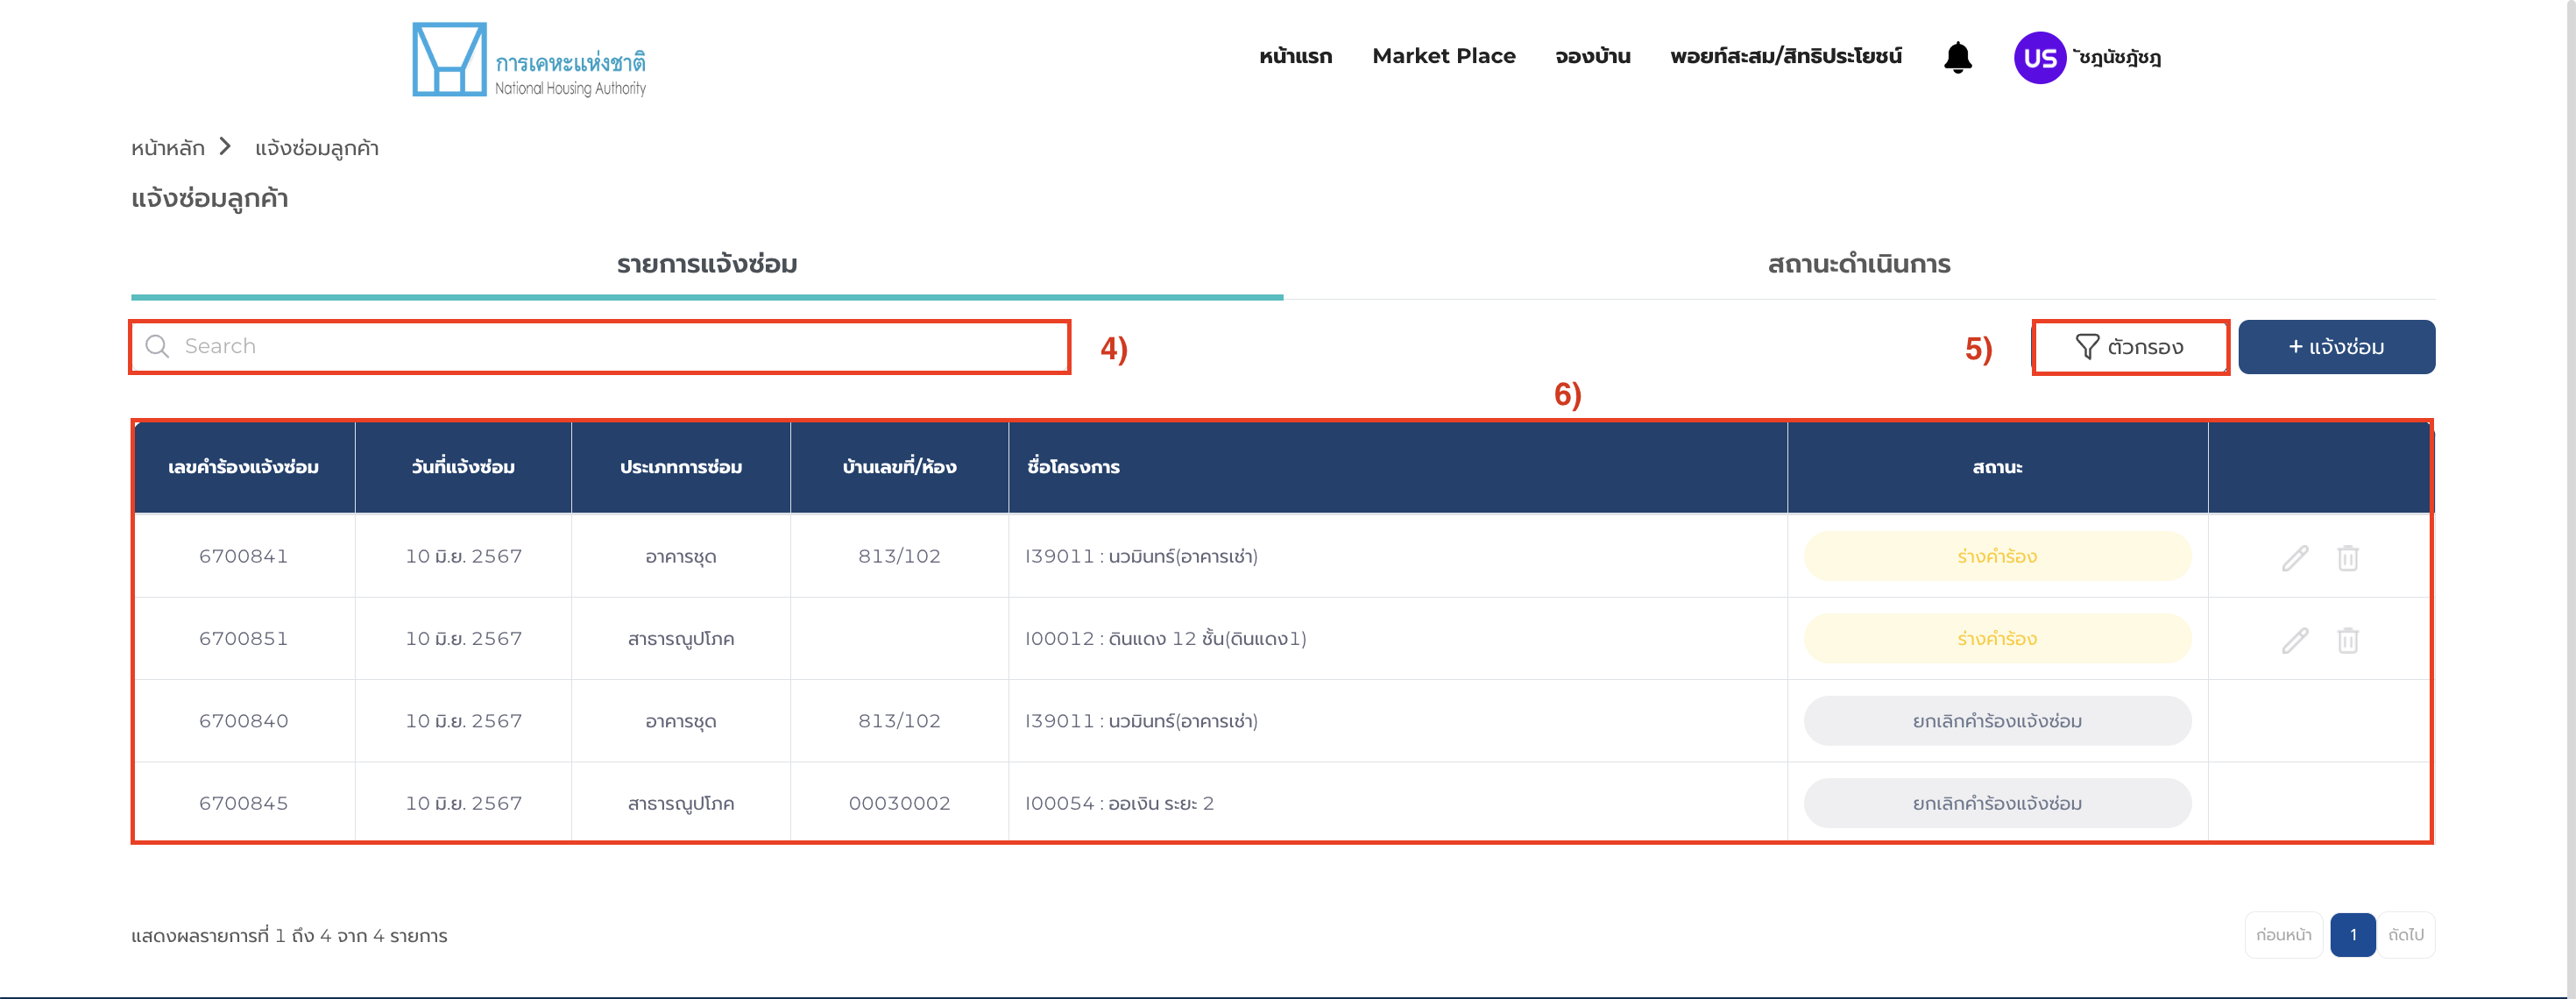 การเคหะแห่งชาติ
National Housing Authority
หน้าแรก Market Place จองบ้าน พอยท์สะสม/สิทธิประโยชน์ US ัชฎนัชฎัชฎ
หน้าหลัก > แจ้งซ่อมลูกค้า
แจ้งซ่อมลูกค้า
รายการแจ้งซ่อม สถานะดำเนินการ
Search 4) 5) ตัวกรอง + แจ้งซ่อม
6)
เลขคำร้องแจ้งซ่อม วันที่แจ้งซ่อม ประเภทการซ่อม บ้านเลขที่/ห้อง ชื่อโครงการ สถานะ
6700841 10 มิ.ย. 2567 อาคารชุด 813/102 I39011 : นวมินทร์(อาคารเช่า) ร่างคำร้อง
6700851 10 มิ.ย. 2567 สาธารณูปโภค I00012 : ดินแดง 12 ชั้น(ดินแดง1) ร่างคำร้อง
6700840 10 มิ.ย. 2567 อาคารชุด 813/102 I39011 : นวมินทร์(อาคารเช่า) ยกเลิกคำร้องแจ้งซ่อม
6700845 10 มิ.ย. 2567 สาธารณูปโภค 00030002 I00054 : ออเงิน ระยะ 2 ยกเลิกคำร้องแจ้งซ่อม
แสดงผลรายการที่ 1 ถึง 4 จาก 4 รายการ ก่อนหน้า 1 ถัดไป